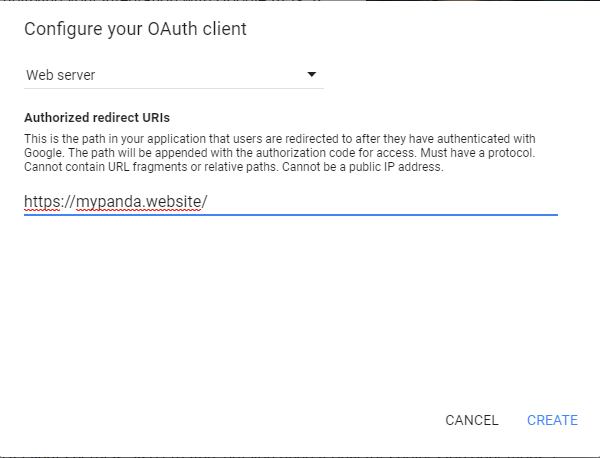 Configure your OAuth client
Web server
Authorized redirect URIs
This is the path in your application that users are redirected to after they have authenticated with
Google. The path will be appended with the authorization code for access. Must have a protocol.
Cannot contain URL fragments or relative paths. Cannot be a public IP address.
https://mypanda.website/
CANCEL CREATE